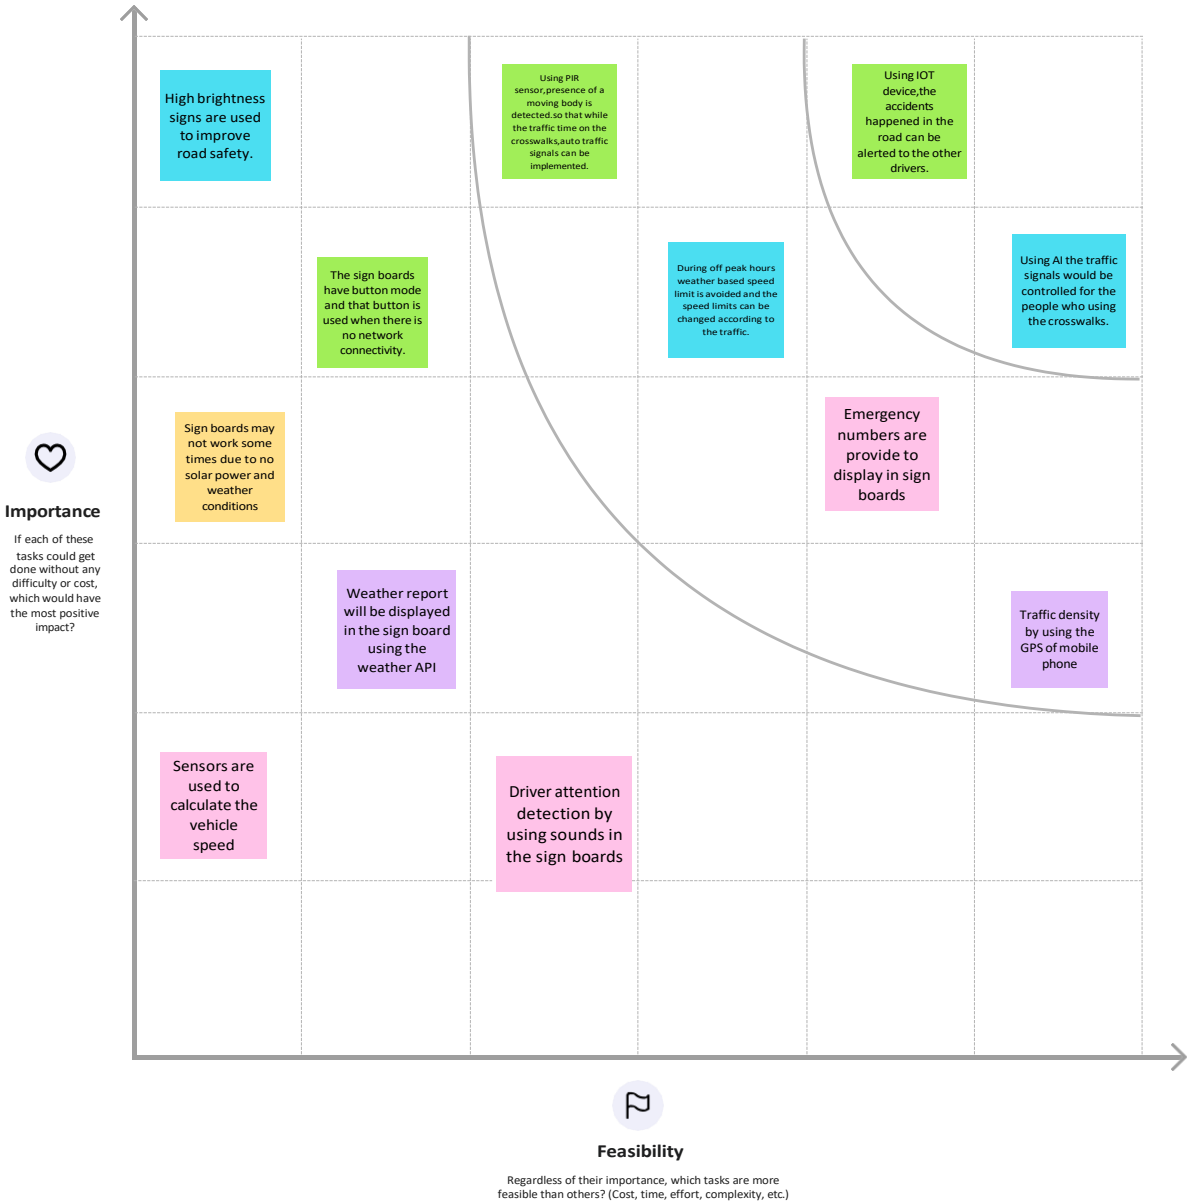 High brightness
signs are used
to improve
road safety.
Using PIR
sensor,presence of a
moving body is
detected.so that while
the traffic time on the
crosswalks,auto traffic
signals can be
implemented.
Using IOT
device,the
accidents
happened in the
road can be
alerted to the other
drivers.
The sign boards
have button mode
and that button is
used when there is
no network
connectivity.
During off peak hours
weather based speed
limit is avoided and the
speed limits can be
changed according to
the traffic.
Using AI the traffic
signals would be
controlled for the
people who using
the crosswalks.
Sign boards may
not work some
times due to no
solar power and
weather
conditions
Emergency
numbers are
provide to
display in sign
boards
Importance
If each of these
tasks could get
done without any
difficulty or cost,
which would have
the most positive
impact?
Weather report
will be displayed
in the sign board
using the
weather API
Traffic density
by using the
GPS of mobile
phone
Sensors are
used to
calculate the
vehicle
speed
Driver attention
detection by
using sounds in
the sign boards
Feasibility
Regardless of their importance, which tasks are more
feasible than others? (Cost, time, effort, complexity, etc.)